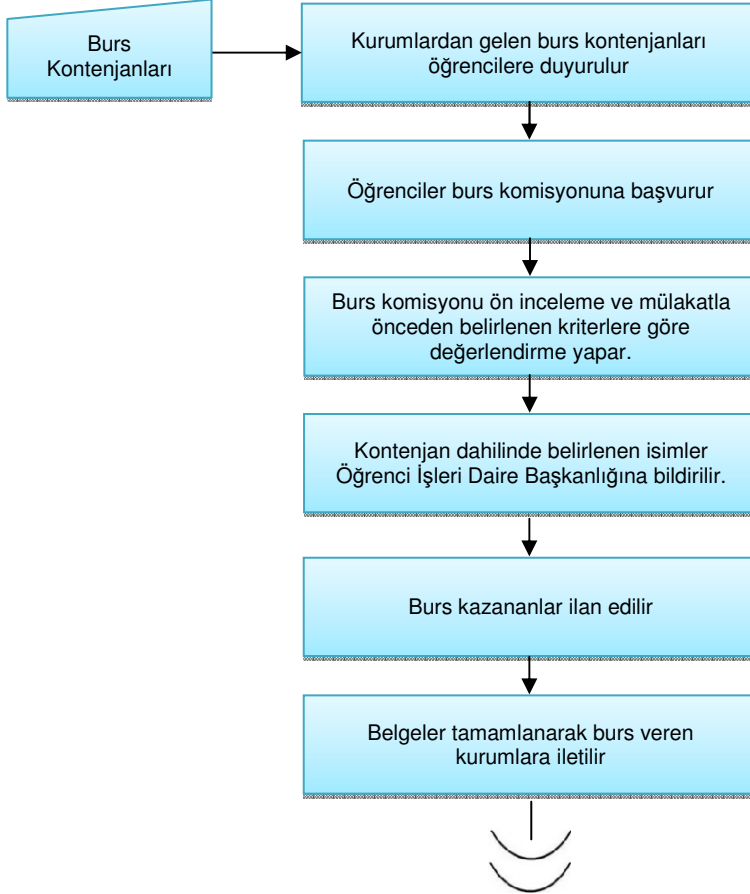 Burs
Kontenjanları
Kurumlardan gelen burs kontenjanları
öğrencilere duyurulur
Öğrenciler burs komisyonuna başvurur
Burs komisyonu ön inceleme ve mülakatla
önceden belirlenen kriterlere göre
değerlendirme yapar.
Kontenjan dahilinde belirlenen isimler
Öğrenci İşleri Daire Başkanlığına bildirilir.
Burs kazananlar ilan edilir
Belgeler tamamlanarak burs veren
kurumlara iletilir